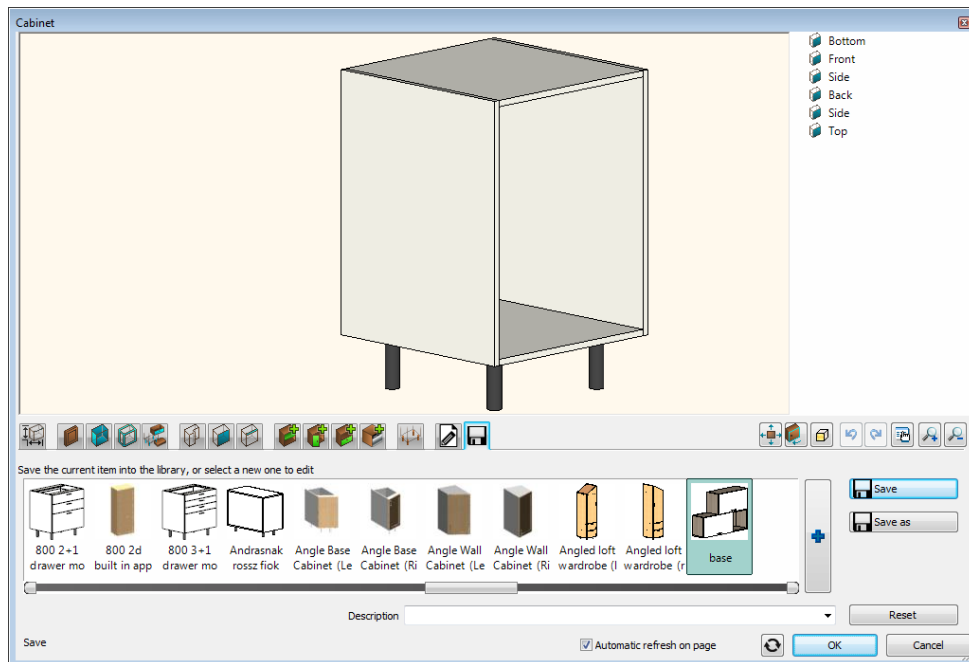 Cabinet
Bottom
Front
Side
Back
Side
Top
Save the current item into the library, or select a new one to edit
800 2+1
drawer mo
800 2d
built in app
800 3+1
drawer mo
Andrasnak
rossz fiok
Angle Base
Cabinet (Le
Angle Base
Cabinet (Ri
Angle Wall
Cabinet (Le
Angle Wall
Cabinet (Ri
Angled loft
wardrobe (l
Angled loft
wardrobe (r
base
Save
Save as
Description
Reset
Save
Automatic refresh on page
OK
Cancel